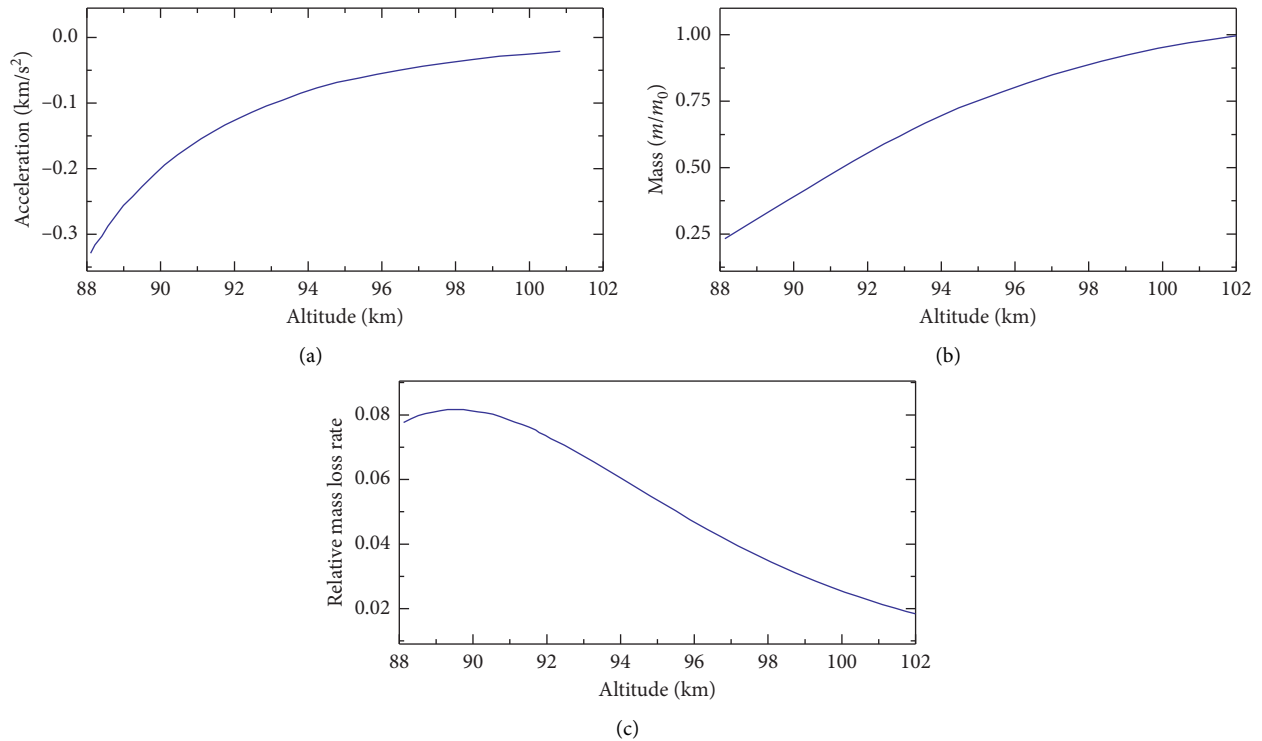 0.0
−0.1
−0.2
−0.3
Acceleration (km/s²)
88 90 92 94 96 98 100 102
Altitude (km)
(a)
1.00
0.75
0.50
0.25
Mass (m/m₀)
88 90 92 94 96 98 100 102
Altitude (km)
(b)
0.08
0.06
0.04
0.02
Relative mass loss rate
88 90 92 94 96 98 100 102
Altitude (km)
(c)